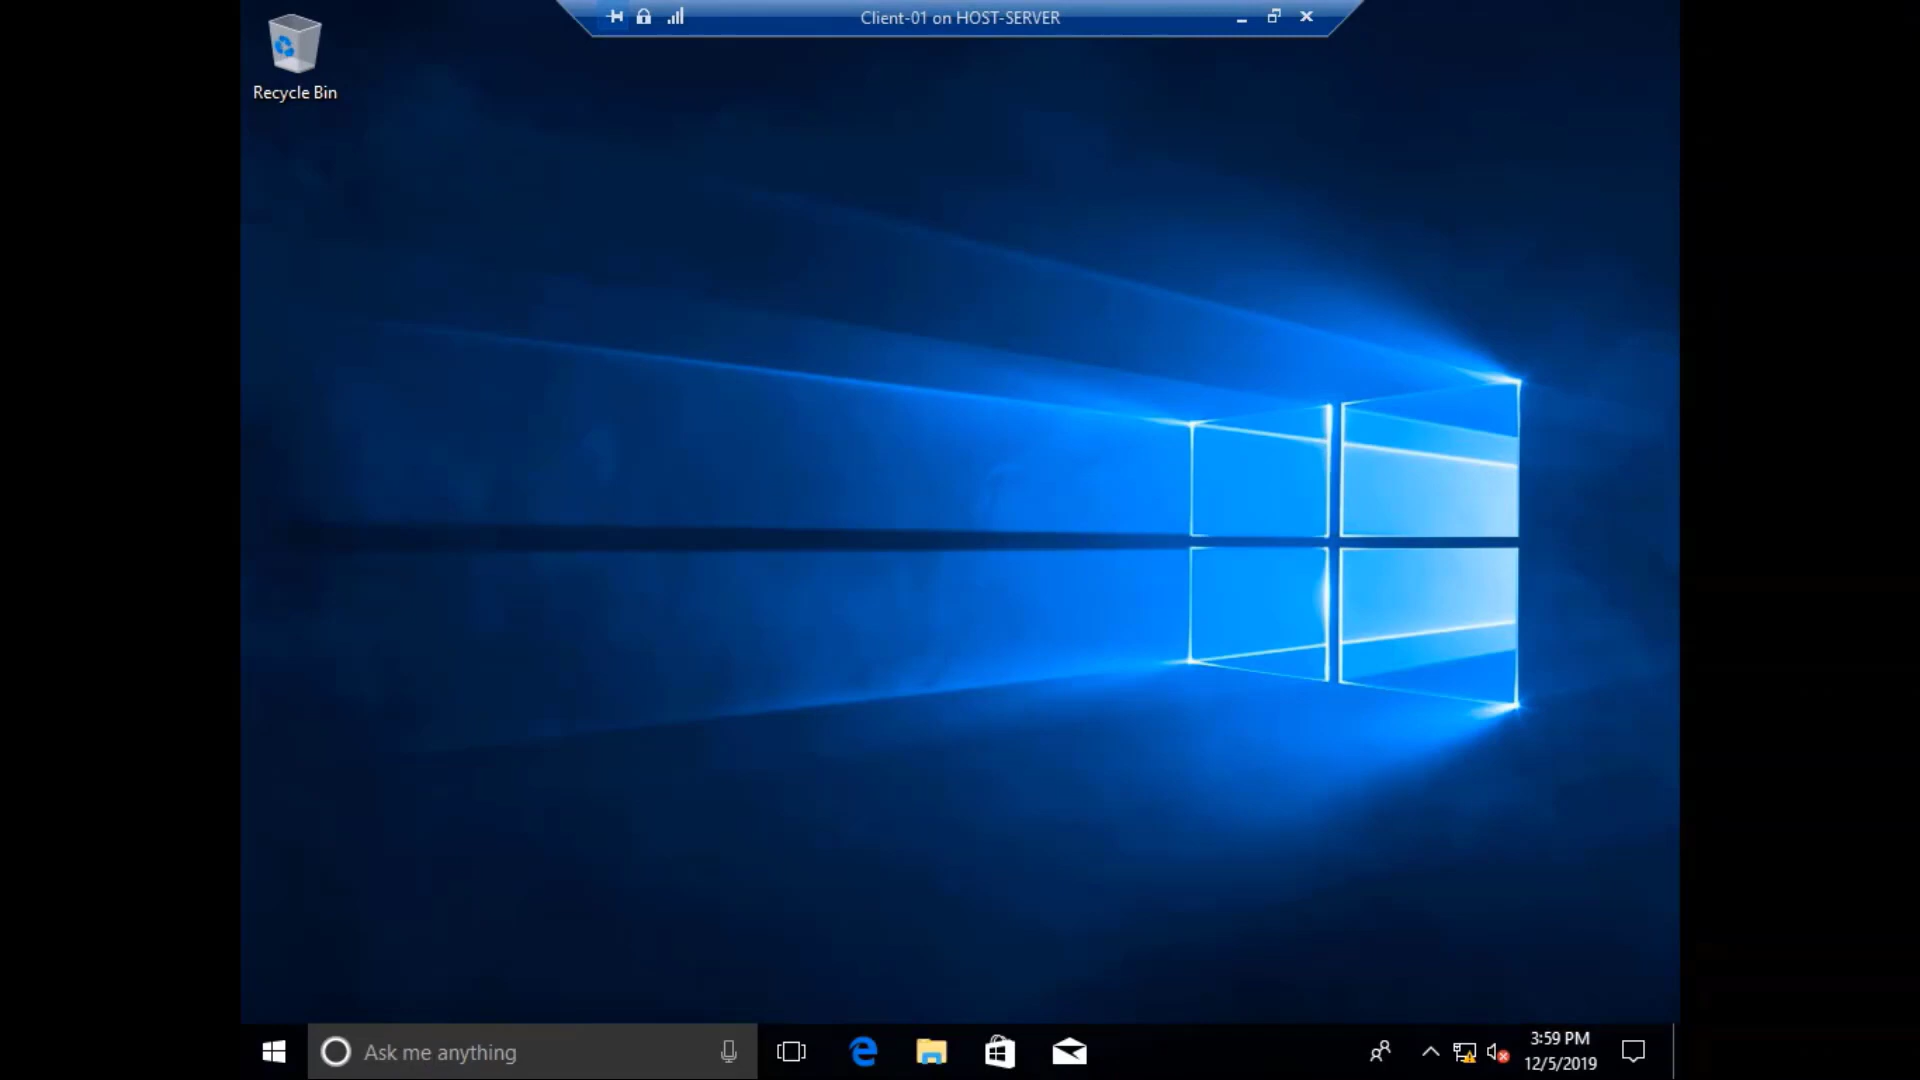 Client-01 on HOST-SERVER
Recycle Bin
Ask me anything
3:59 PM
12/5/2019